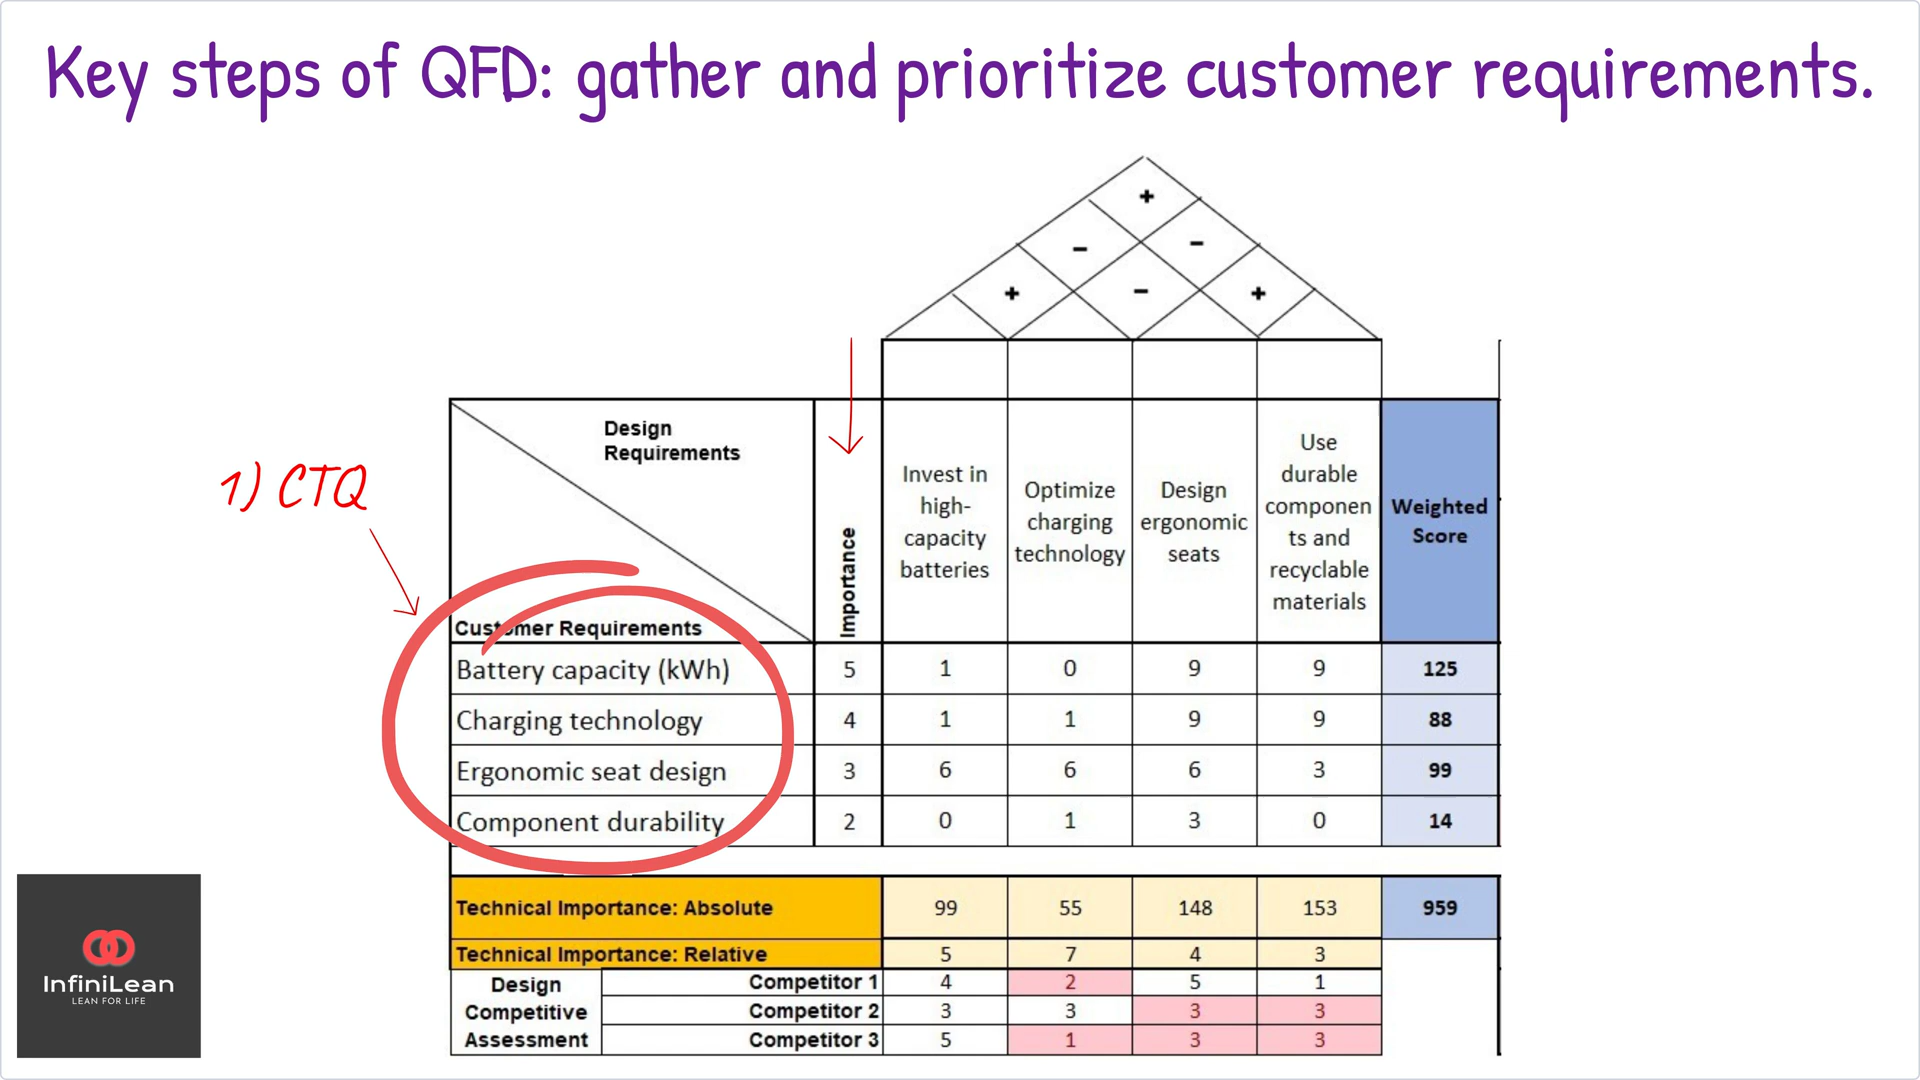 Key steps of QFD: gather and prioritize customer requirements.
+
−
−
+
−
+
1) CTQ
Design
Requirements
Customer Requirements
Importance
Invest in
high-
capacity
batteries
Optimize
charging
technology
Design
ergonomic
seats
Use
durable
componen
ts and
recyclable
materials
Weighted
Score
Battery capacity (kWh) 5 1 0 9 9 125
Charging technology 4 1 1 9 9 88
Ergonomic seat design 3 6 6 6 3 99
Component durability 2 0 1 3 0 14
Technical Importance: Absolute 99 55 148 153 959
Technical Importance: Relative 5 7 4 3
Design
Competitive
Assessment
Competitor 1 4 2 5 1
Competitor 2 3 3 3 3
Competitor 3 5 1 3 3
InfiniLean
LEAN FOR LIFE